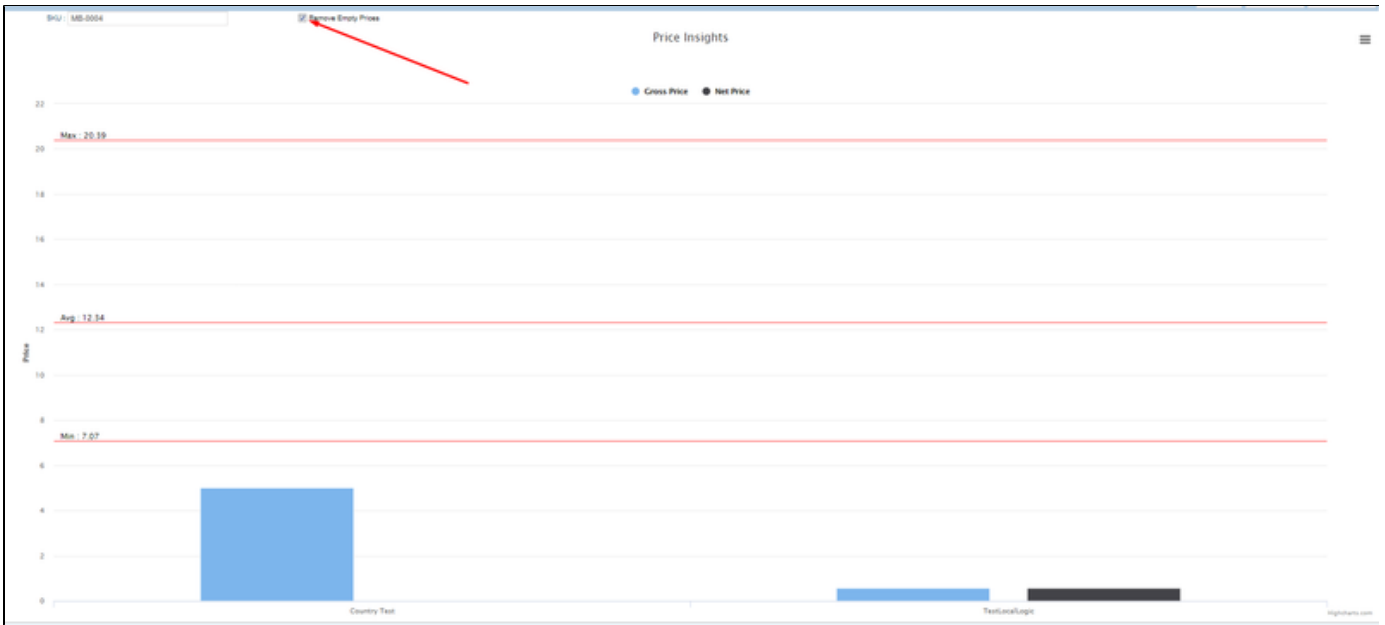 SKU : MB-0004
Remove Empty Prices
Price Insights
Gross Price
Net Price
22
Max : 20.39
20
18
16
14
Avg : 12.34
12
Price
10
8
Min : 7.07
6
4
2
0
Country Test
TestLocalLogic
Highcharts.com